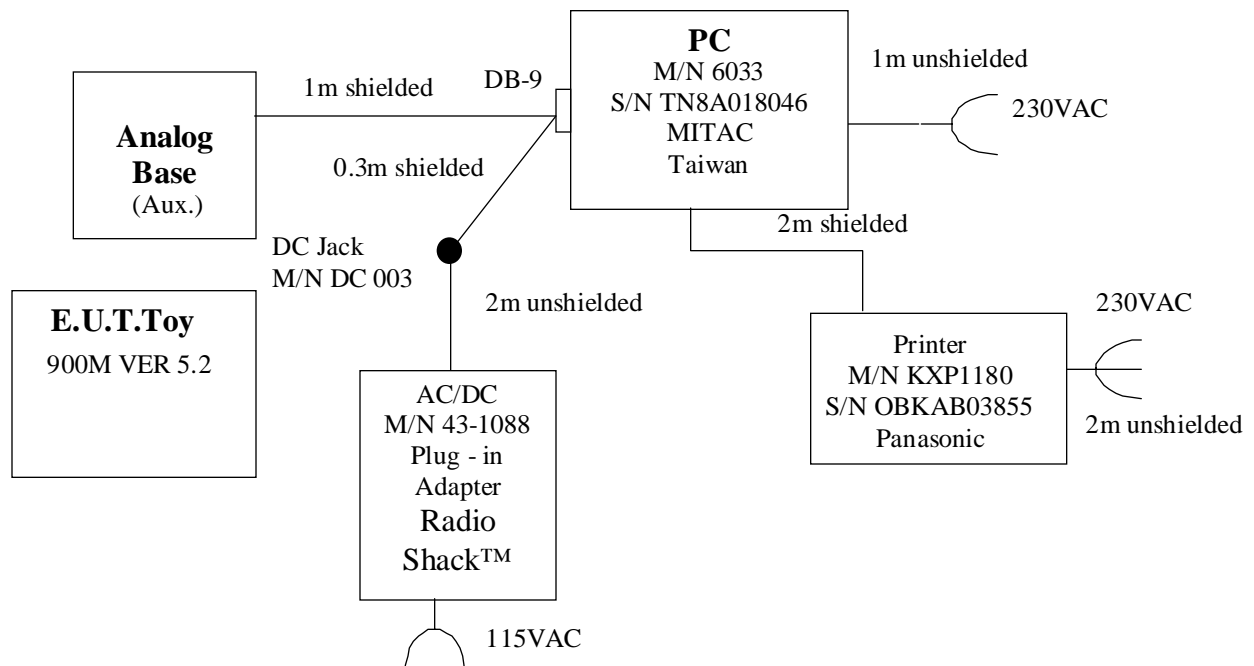 PC
M/N 6033
S/N TN8A018046
MITAC
Taiwan
DB-9
1m shielded
1m unshielded
230VAC
Analog
Base
(Aux.)
0.3m shielded
2m shielded
DC Jack
M/N DC 003
2m unshielded
E.U.T.Toy
900M VER 5.2
230VAC
Printer
M/N KXP1180
S/N OBKAB03855
Panasonic
2m unshielded
AC/DC
M/N 43-1088
Plug - in
Adapter
Radio
Shack™
115VAC